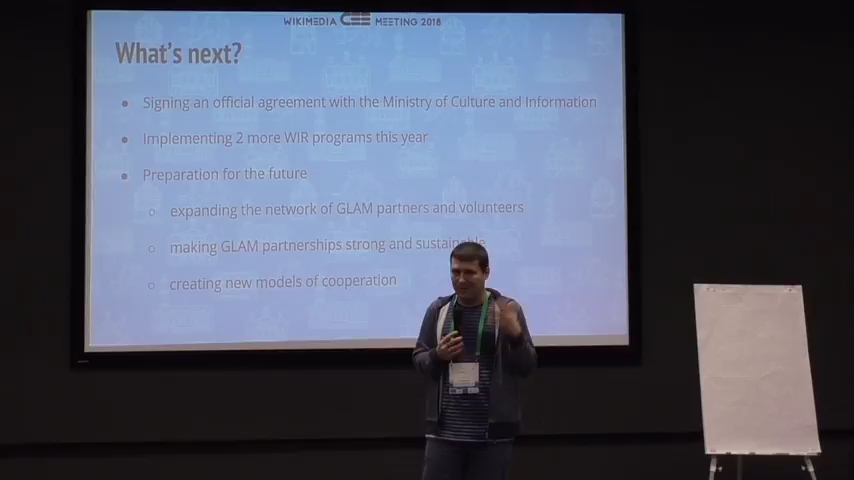 WIKIMEDIA CEE MEETING 2018
What's next?
● Signing an official agreement with the Ministry of Culture and Information
● Implementing 2 more WIR programs this year
● Preparation for the future
○ expanding the network of GLAM partners and volunteers
○ making GLAM partnerships strong and sustainable
○ creating new models of cooperation